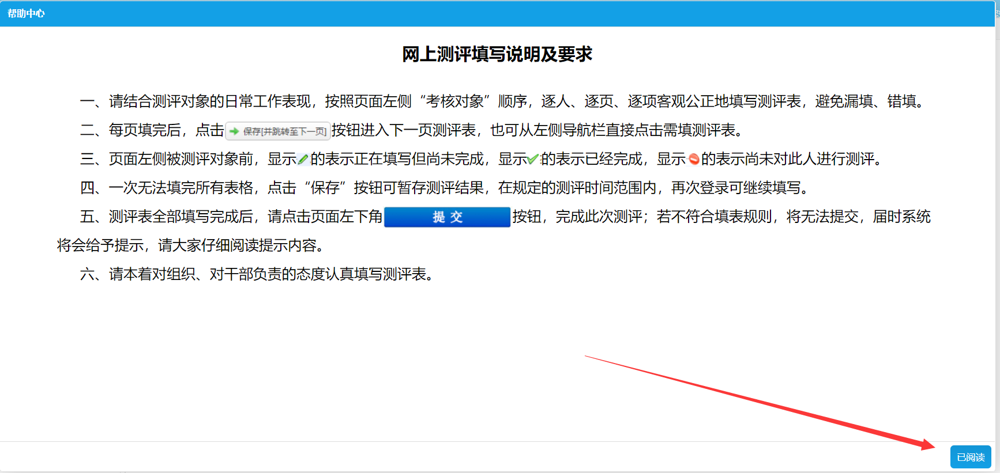 帮助中心
网上测评填写说明及要求
一、请结合测评对象的日常工作表现，按照页面左侧“考核对象”顺序，逐人、逐页、逐项客观公正地填写测评表，避免漏填、错填。
二、每页填完后，点击保存[并跳转至下一页]按钮进入下一页测评表，也可从左侧导航栏直接点击需填测评表。
三、页面左侧被测评对象前，显示的表示正在填写但尚未完成，显示的表示已经完成，显示的表示尚未对此人进行测评。
四、一次无法填完所有表格，点击“保存”按钮可暂存测评结果，在规定的测评时间范围内，再次登录可继续填写。
五、测评表全部填写完成后，请点击页面左下角提交按钮，完成此次测评；若不符合填表规则，将无法提交，届时系统
将会给予提示，请大家仔细阅读提示内容。
六、请本着对组织、对干部负责的态度认真填写测评表。
已阅读